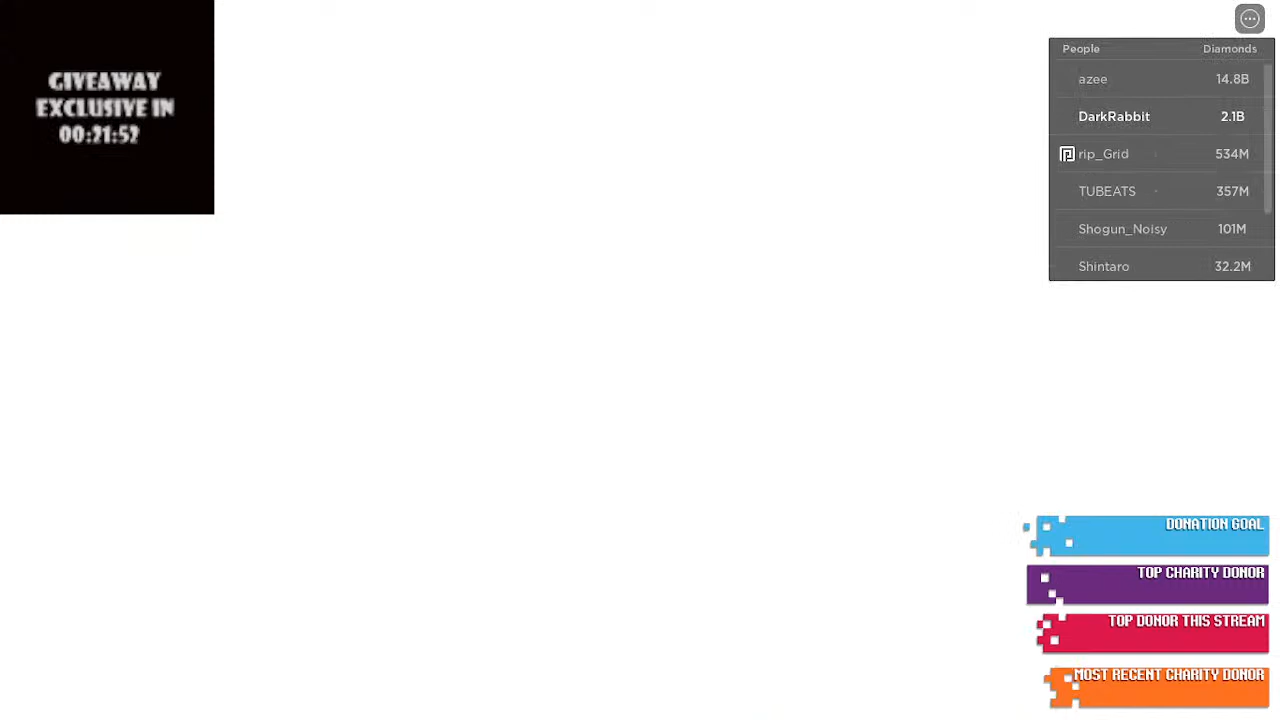 GIVEAWAY
EXCLUSIVE IN
00:21:52
People Diamonds
azee 14.8B
DarkRabbit 2.1B
rip_Grid 534M
TUBEATS 357M
Shogun_Noisy 101M
Shintaro 32.2M
DONATION GOAL
TOP CHARITY DONOR
TOP DONOR THIS STREAM
MOST RECENT CHARITY DONOR